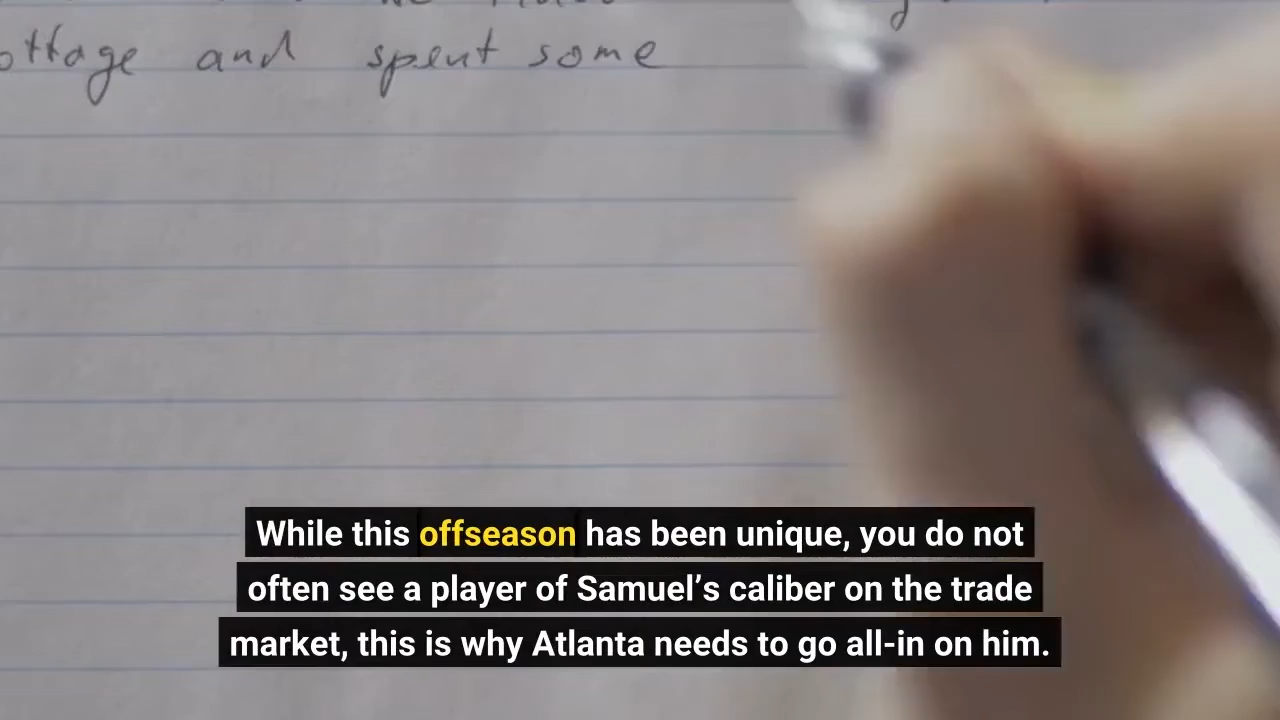 and spent some
While this offseason has been unique, you do not
often see a player of Samuel’s caliber on the trade
market, this is why Atlanta needs to go all-in on him.